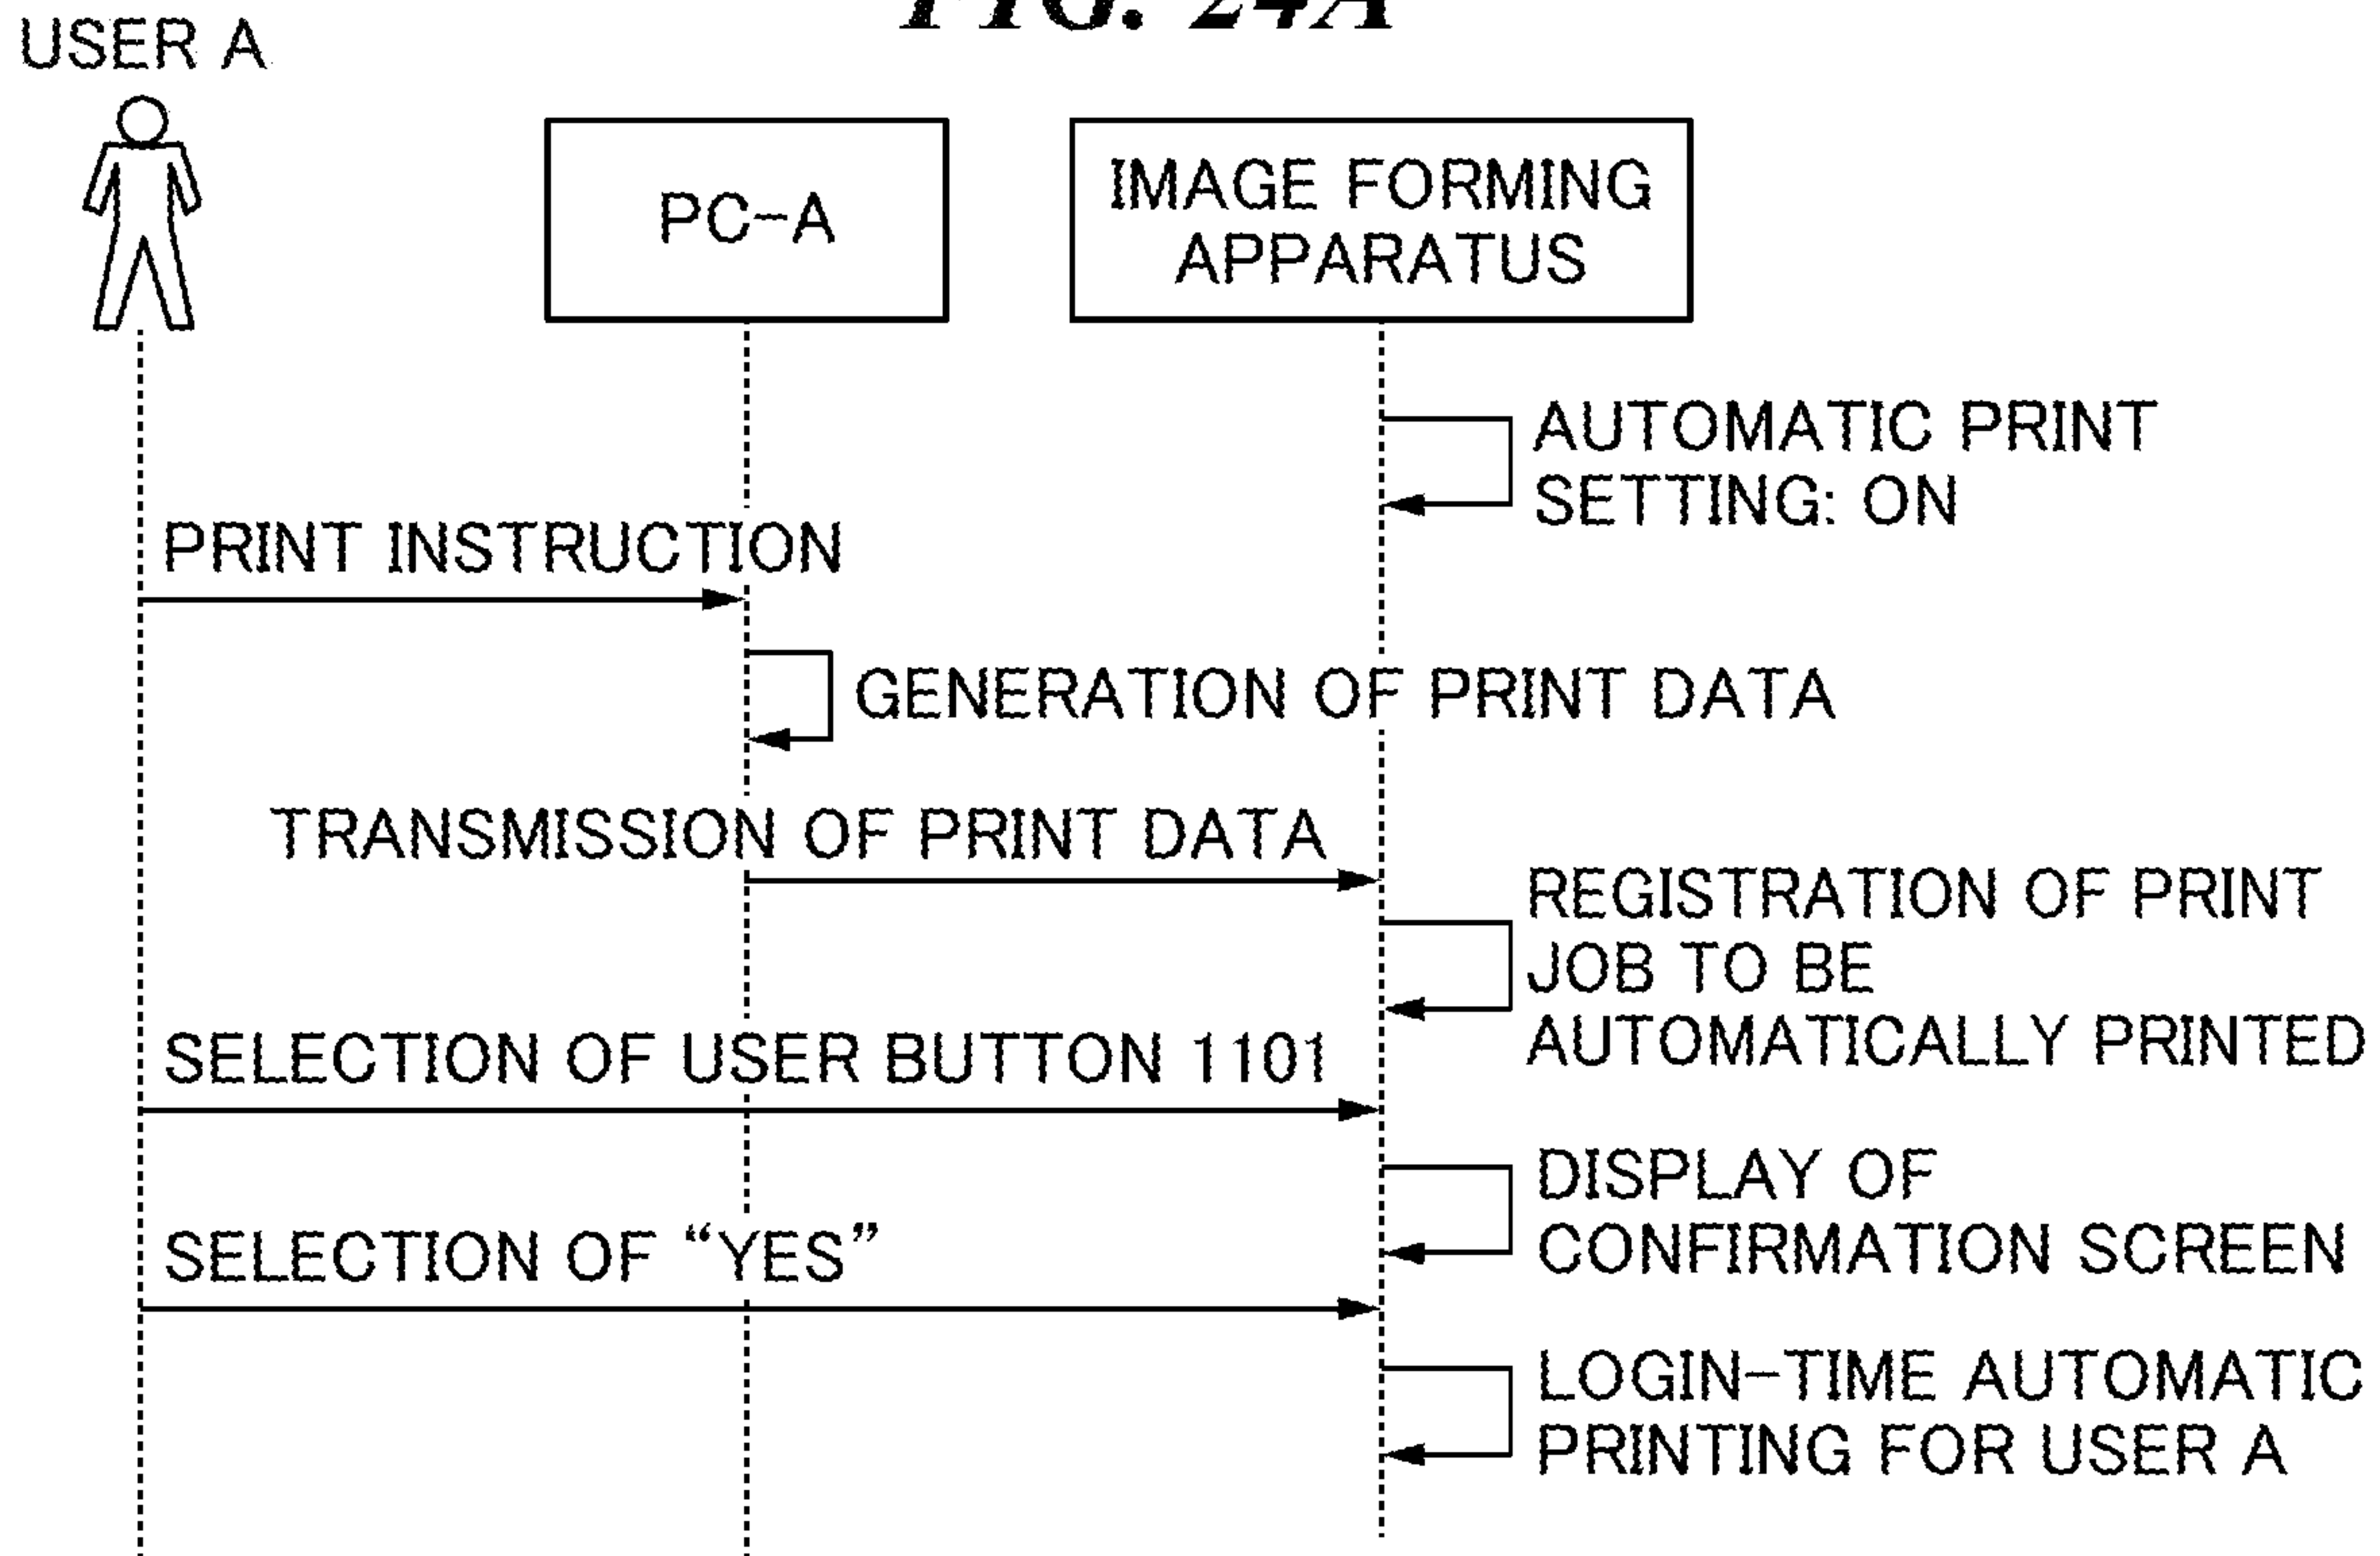 FIG. 24A
USER A
PC-A
IMAGE FORMING
APPARATUS
AUTOMATIC PRINT
SETTING: ON
PRINT INSTRUCTION
GENERATION OF PRINT DATA
TRANSMISSION OF PRINT DATA
REGISTRATION OF PRINT
JOB TO BE
AUTOMATICALLY PRINTED
SELECTION OF USER BUTTON 1101
DISPLAY OF
CONFIRMATION SCREEN
SELECTION OF “YES”
LOGIN-TIME AUTOMATIC
PRINTING FOR USER A